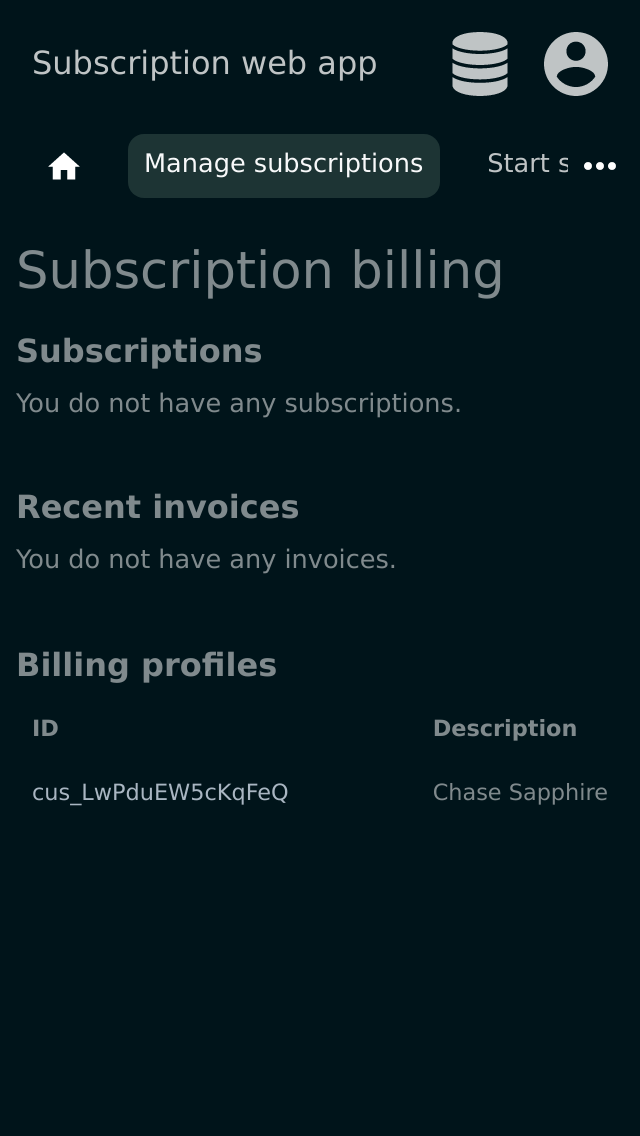 Subscription web app
Manage subscriptions
Start s
Subscription billing
Subscriptions
You do not have any subscriptions.
Recent invoices
You do not have any invoices.
Billing profiles
ID Description
cus_LwPduEW5cKqFeQ Chase Sapphire